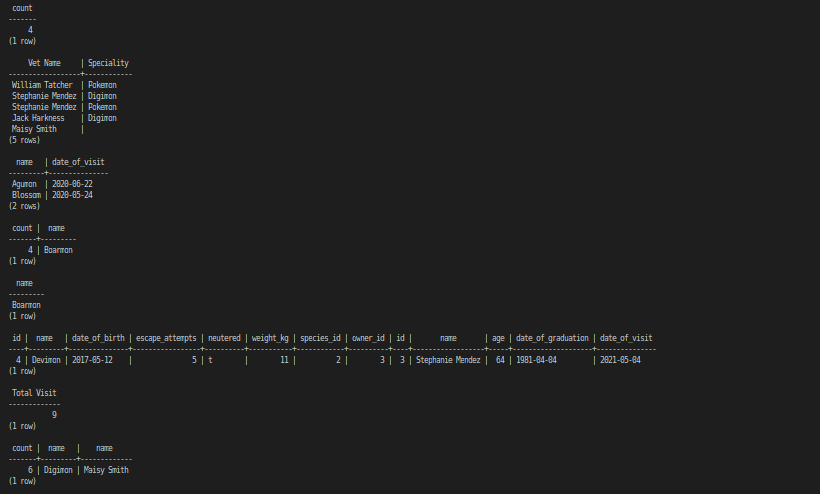 count
-------
     4
(1 row)

     Vet Name     | Speciality
------------------+------------
 William Tatcher  | Pokemon
 Stephanie Mendez | Digimon
 Stephanie Mendez | Pokemon
 Jack Harkness    | Digimon
 Maisy Smith      |
(5 rows)

  name   | date_of_visit
---------+---------------
 Agumon  | 2020-06-22
 Blossom | 2020-05-24
(2 rows)

 count |  name
-------+---------
     4 | Boarmon
(1 row)

  name
---------
 Boarmon
(1 row)

 id |  name   | date_of_birth | escape_attempts | neutered | weight_kg | species_id | owner_id | id |       name       | age | date_of_graduation | date_of_visit
----+---------+---------------+-----------------+----------+-----------+------------+----------+----+------------------+-----+--------------------+---------------
  4 | Devimon | 2017-05-12    |               5 | t        |        11 |          2 |        3 |  3 | Stephanie Mendez |  64 | 1981-04-04         | 2021-05-04
(1 row)

 Total Visit
-------------
           9
(1 row)

 count |  name   |    name
-------+---------+-------------
     6 | Digimon | Maisy Smith
(1 row)